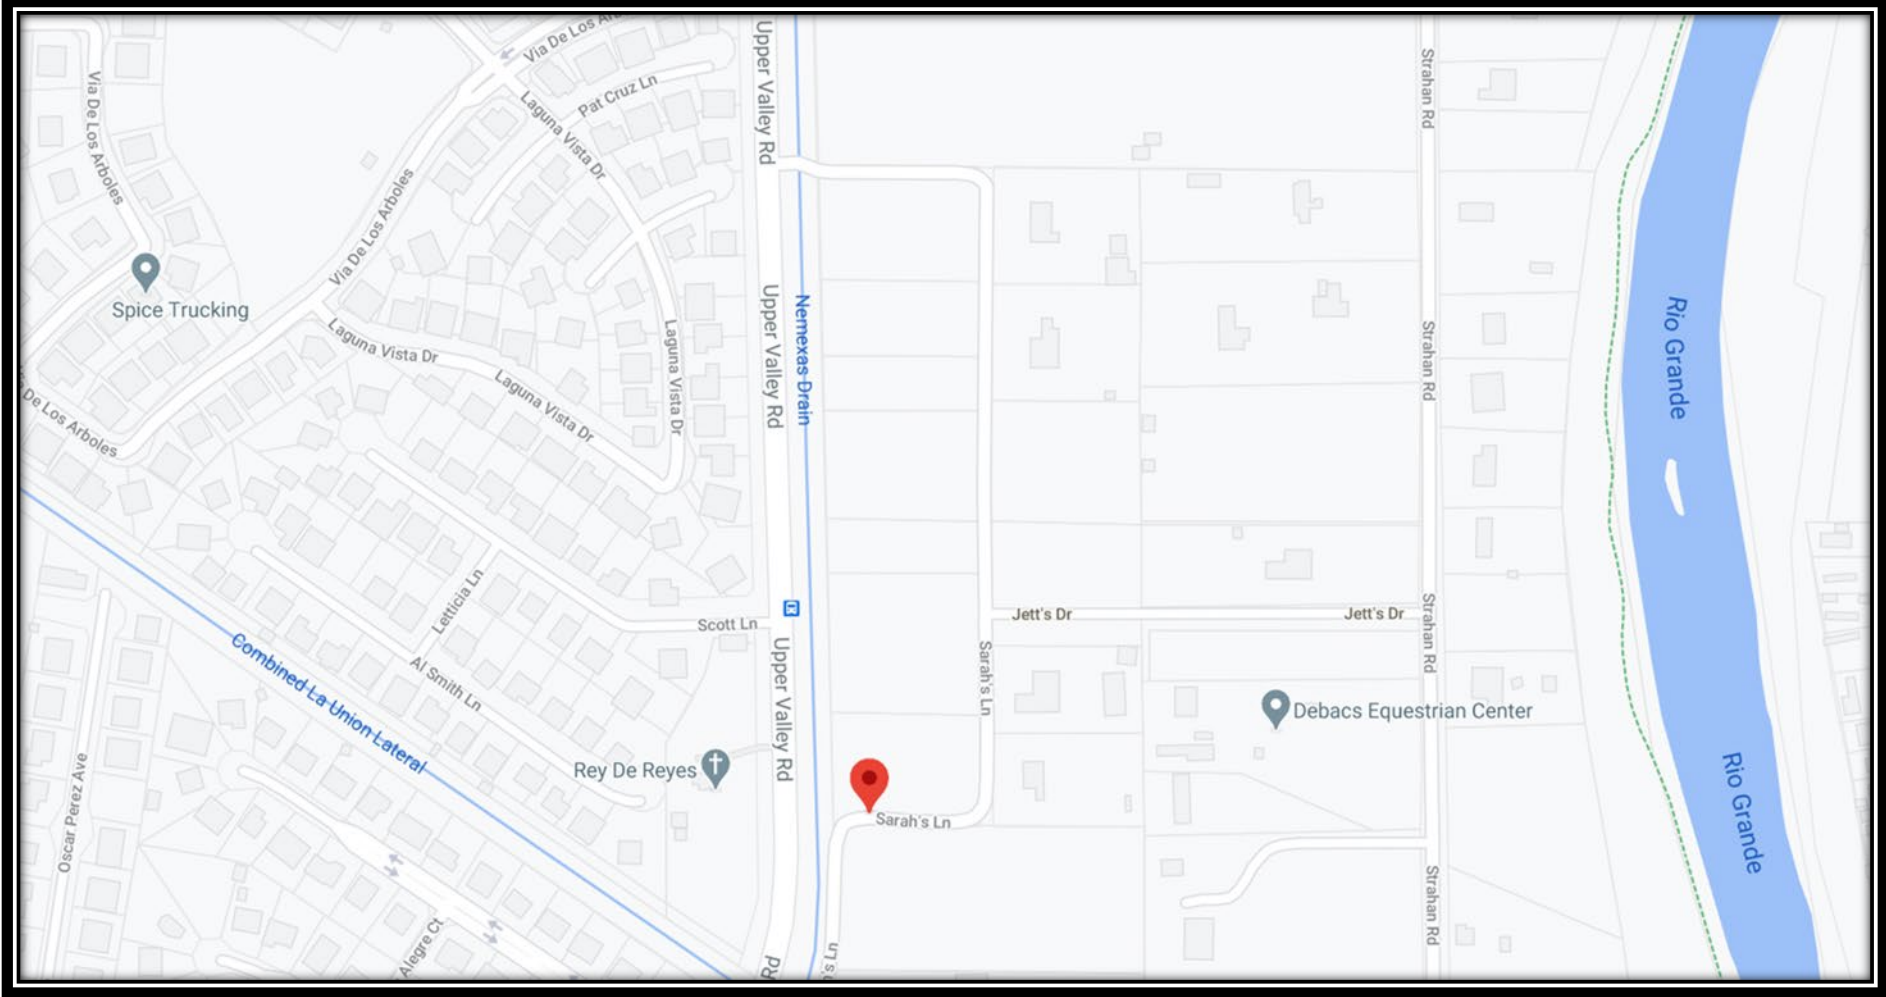 Via De Los Ar
Upper Valley Rd
Strahan Rd
Via De Los Arboles
Pat Cruz Ln
Laguna Vista Dr
Via De Los Arboles
Spice Trucking
Laguna Vista Dr
Upper Valley Rd
Nemexas Drain
Rio Grande
Laguna Vista Dr
Strahan Rd
Laguna Vista Dr
De Los Arboles
Letticia Ln
Scott Ln
Jett's Dr
Jett's Dr
Strahan Rd
Combined La Union Lateral
Al Smith Ln
Upper Valley Rd
Sarah's Ln
Debacs Equestrian Center
Rey De Reyes
Oscar Perez Ave
Sarah's Ln
Rio Grande
Strahan Rd
Alegre Ct
Rd
's Ln